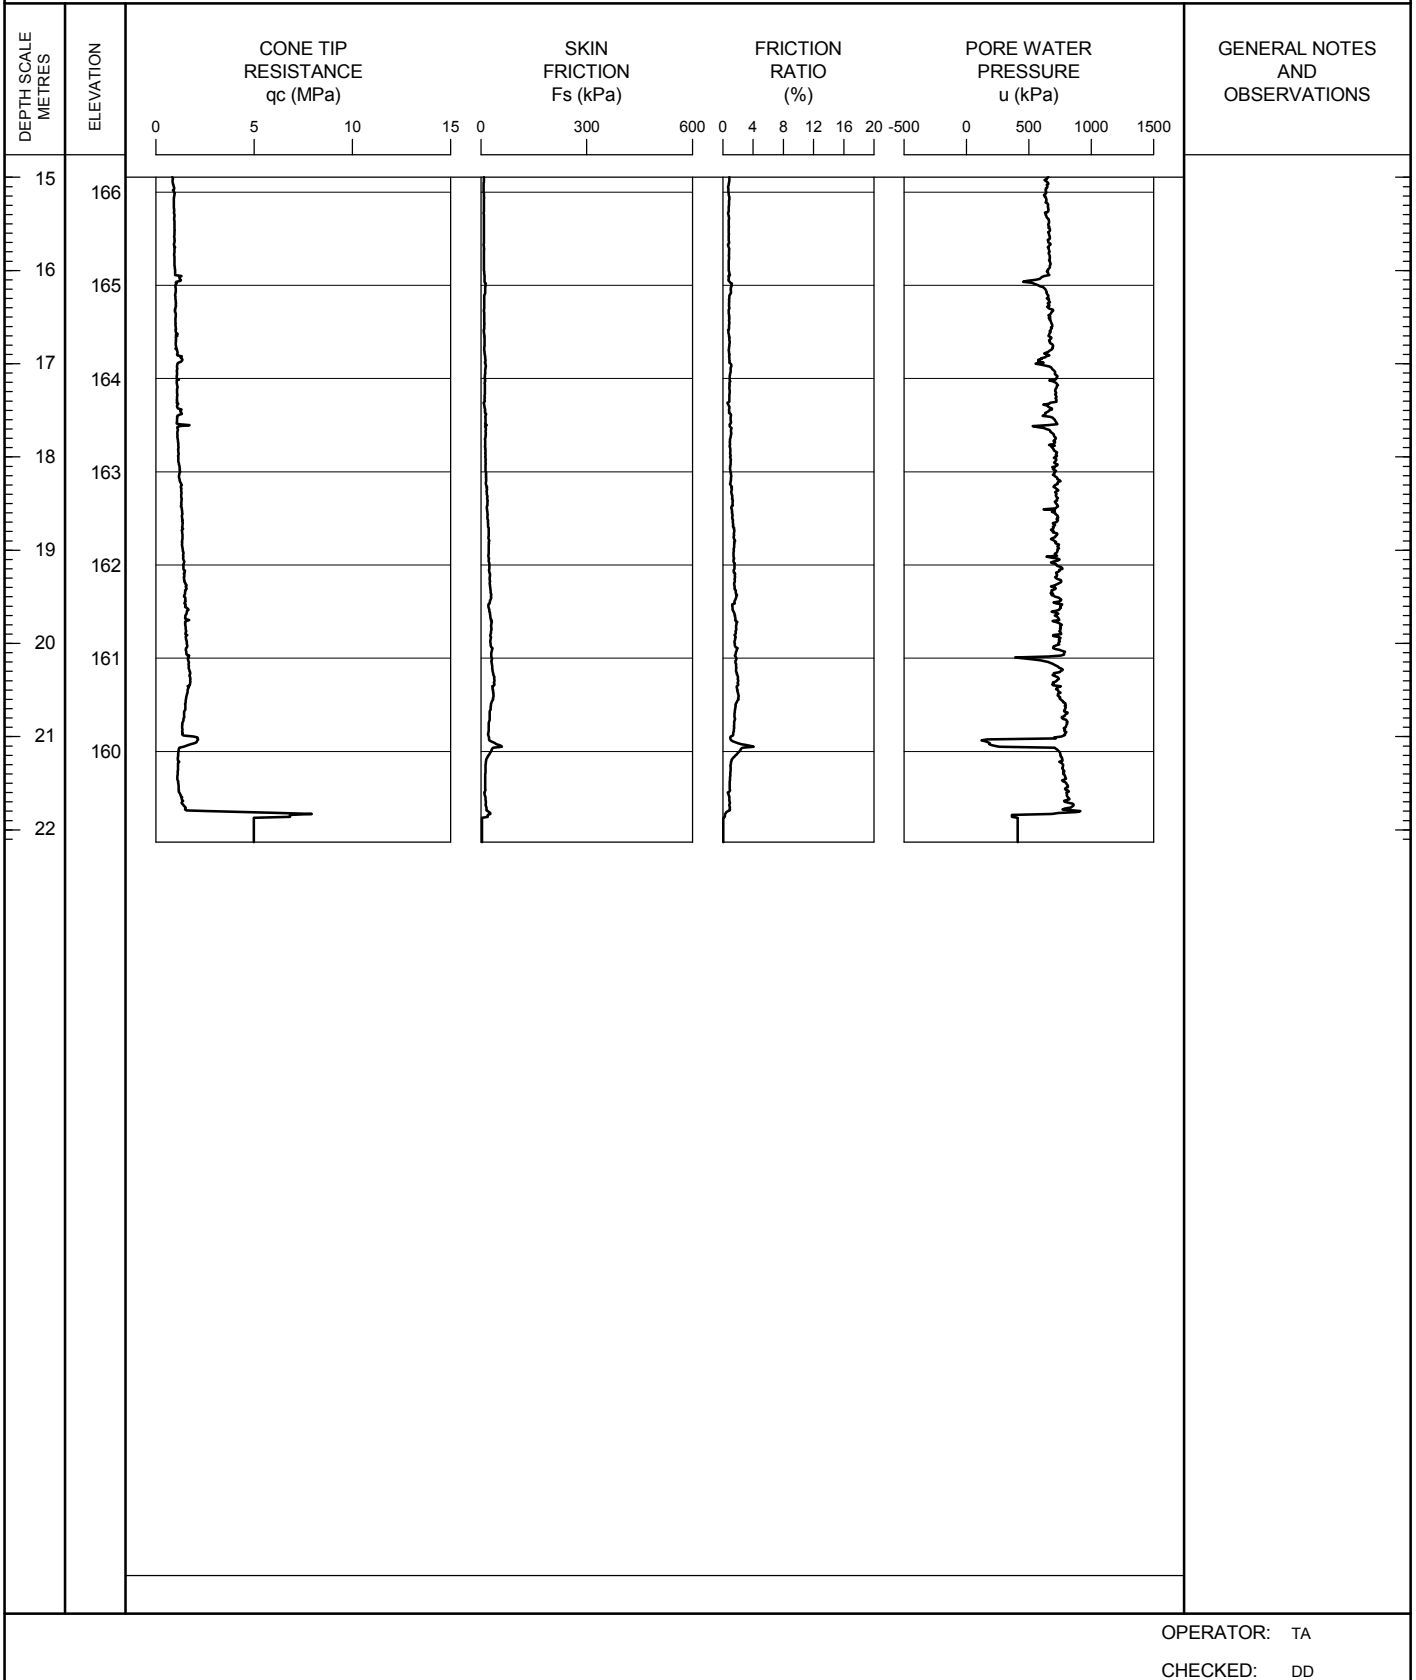 DEPTH SCALE
METRES
ELEVATION
CONE TIP
RESISTANCE
qc (MPa)
SKIN
FRICTION
Fs (kPa)
FRICTION
RATIO
(%)
PORE WATER
PRESSURE
u (kPa)
GENERAL NOTES
AND
OBSERVATIONS
0 5 10 15
0 300 600
0 4 8 12 16 20
-500 0 500 1000 1500
15
166
16
165
17
164
18
163
19
162
20
161
21
160
22
OPERATOR: TA
CHECKED: DD